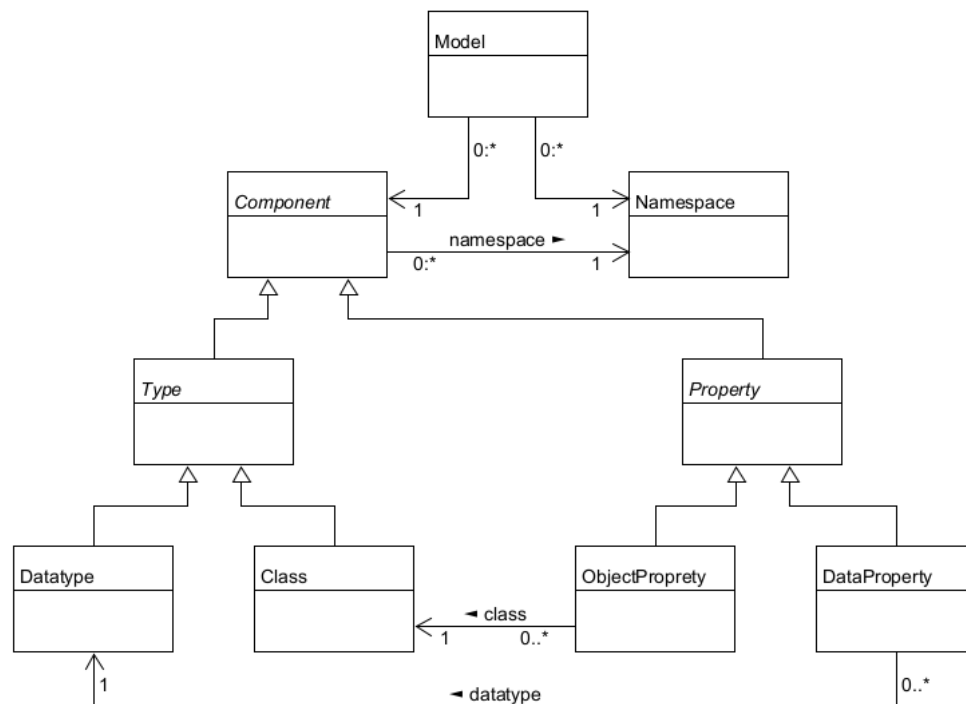 Model
0:*
0:*
Component
1
1
Namespace
namespace ►
0:*
1
Type
Property
Datatype
Class
ObjectProprety
DataProperty
◄ class
1
0..*
1
◄ datatype
0..*